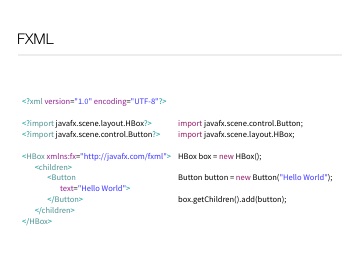 FXML
<?xml version="1.0" encoding="UTF-8"?>
<?import javafx.scene.layout.HBox?>
<?import javafx.scene.control.Button?>
<HBox xmlns:fx="http://javafx.com/fxml">
<children>
<Button
text="Hello World">
</Button>
</children>
</HBox>
import javafx.scene.control.Button;
import javafx.scene.layout.HBox;
HBox box = new HBox();
Button button = new Button("Hello World");
box.getChildren().add(button);